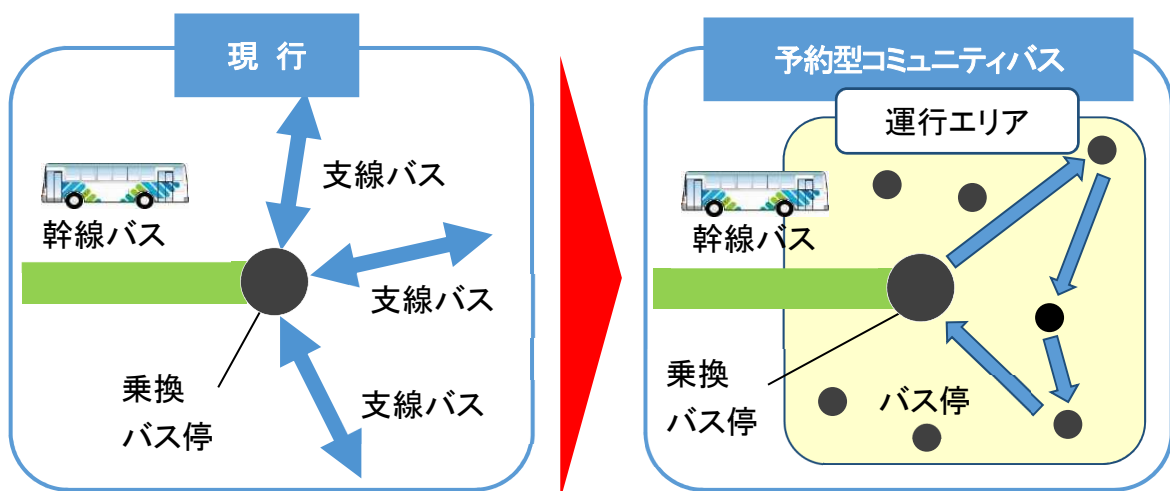 現 行
支線バス
幹線バス
支線バス
支線バス
乗換
バス停
予約型コミュニティバス
運行エリア
幹線バス
乗換
バス停
バス停